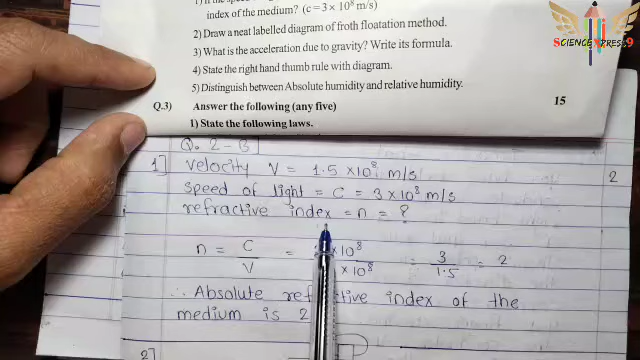 index of the medium? (c = 3 × 10⁸ m/s)
2) Draw a neat labelled diagram of froth floatation method.
3) What is the acceleration due to gravity? Write its formula.
4) State the right hand thumb rule with diagram.
5) Distinguish between Absolute humidity and relative humidity.
Q.3) Answer the following (any five) 15
1) State the following laws.
SCIENCE XPRESS 9
Q. 2 - B
1] velocity V = 1.5 × 10⁸ m/s 2
speed of light = C = 3 × 10⁸ m/s
refractive index = n = ?
n = C/V = × 10⁸ / × 10⁸ = 3/1.5 = 2
∴ Absolute refractive index of the
medium is 2
2]